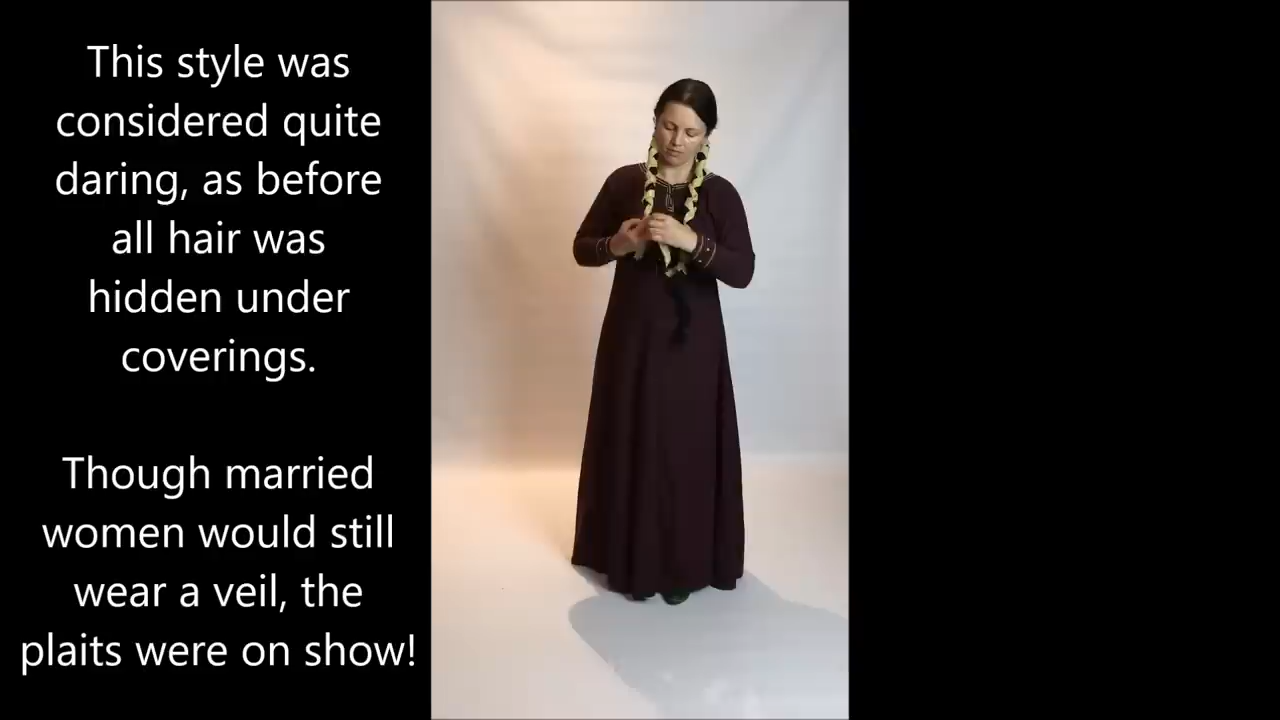 This style was
considered quite
daring, as before
all hair was
hidden under
coverings.
Though married
women would still
wear a veil, the
plaits were on show!